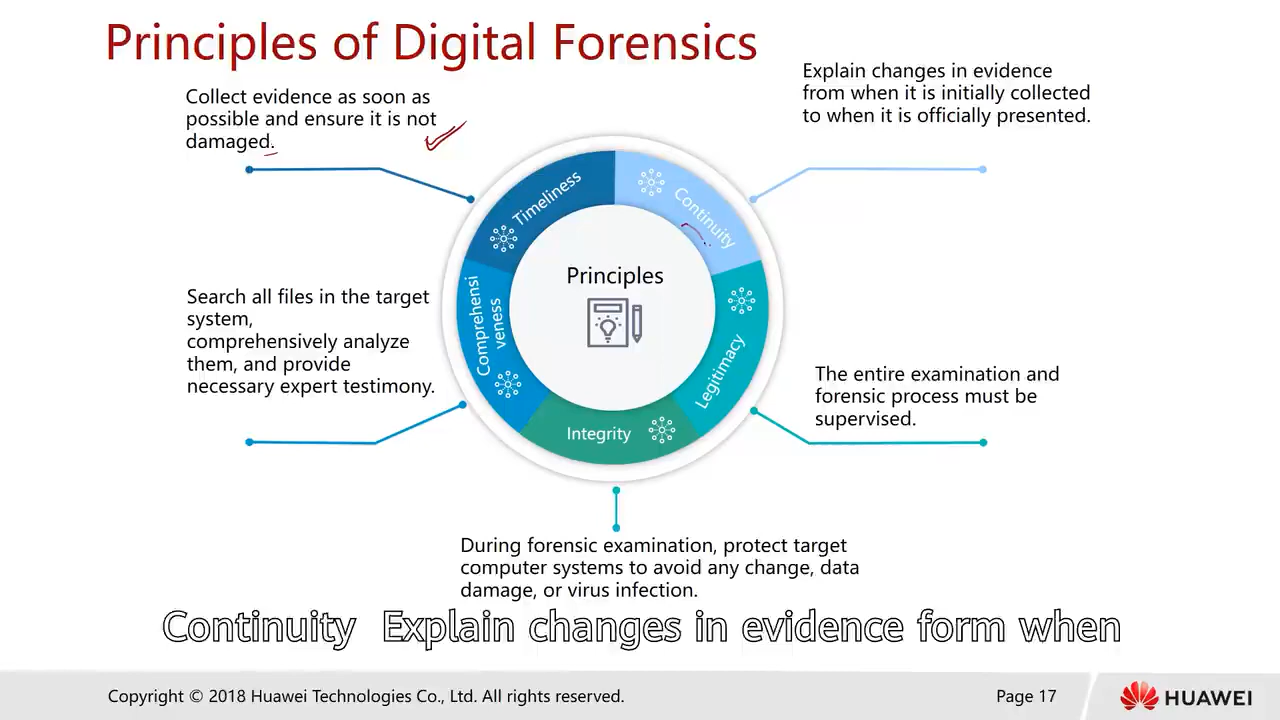 Principles of Digital Forensics
Collect evidence as soon as
possible and ensure it is not
damaged.
Explain changes in evidence
from when it is initially collected
to when it is officially presented.
Timeliness
Continuity
Principles
Search all files in the target
system,
comprehensively analyze
them, and provide
necessary expert testimony.
Comprehensi
veness
Legitimacy
The entire examination and
forensic process must be
supervised.
Integrity
During forensic examination, protect target
computer systems to avoid any change, data
damage, or virus infection.
Continuity Explain changes in evidence form when
Copyright © 2018 Huawei Technologies Co., Ltd. All rights reserved.
Page 17
HUAWEI